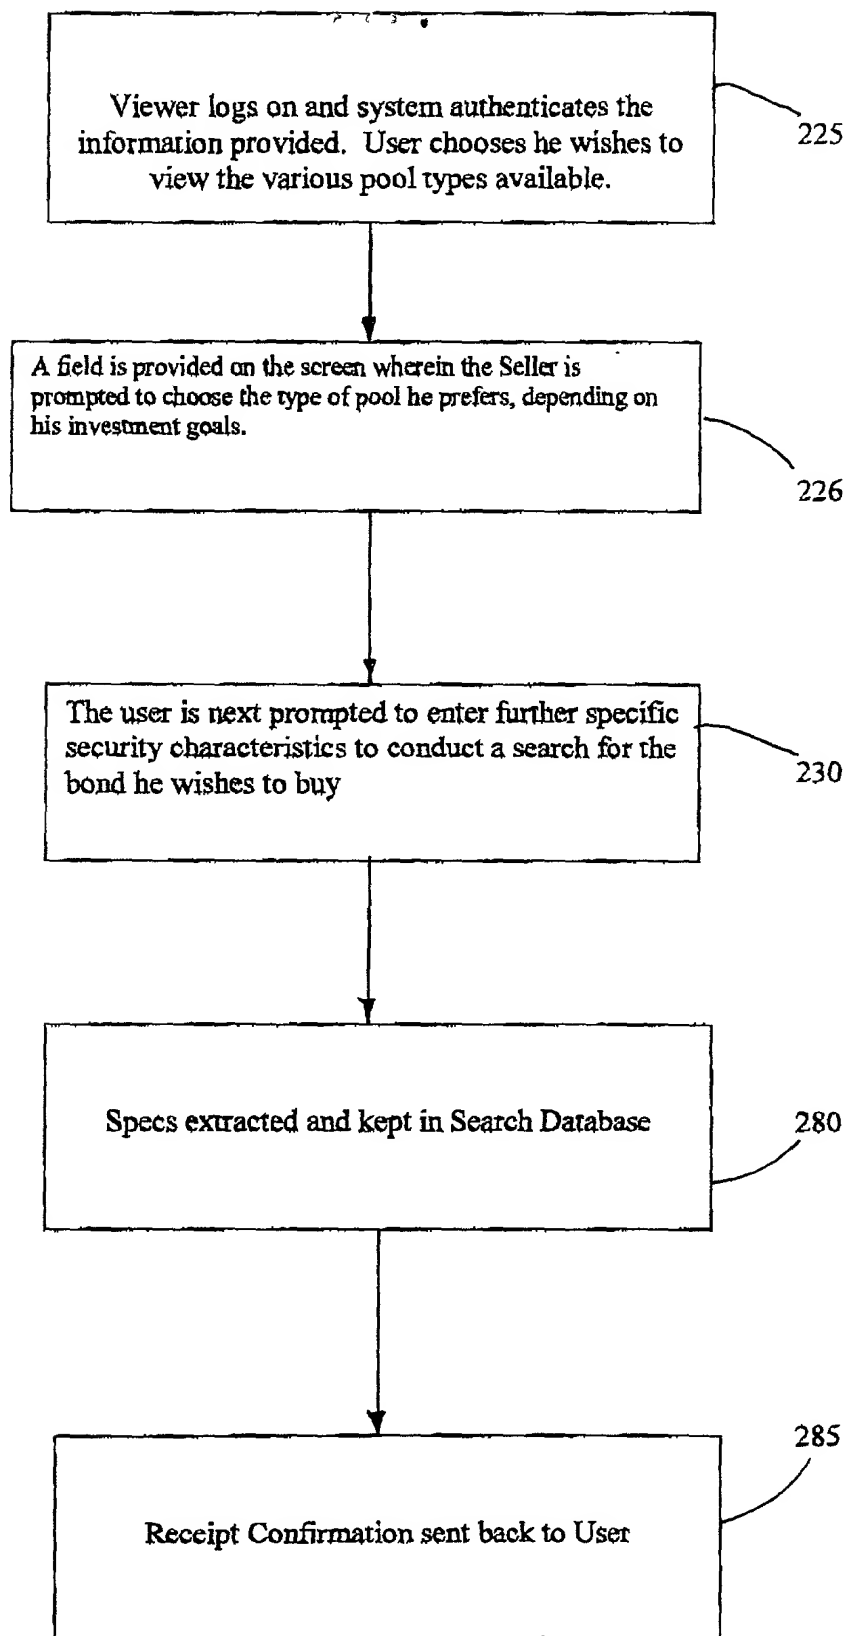 Viewer logs on and system authenticates the
information provided. User chooses he wishes to
view the various pool types available.
225
A field is provided on the screen wherein the Seller is
prompted to choose the type of pool he prefers, depending on
his investment goals.
226
The user is next prompted to enter further specific
security characteristics to conduct a search for the
bond he wishes to buy
230
Specs extracted and kept in Search Database
280
285
Receipt Confirmation sent back to User